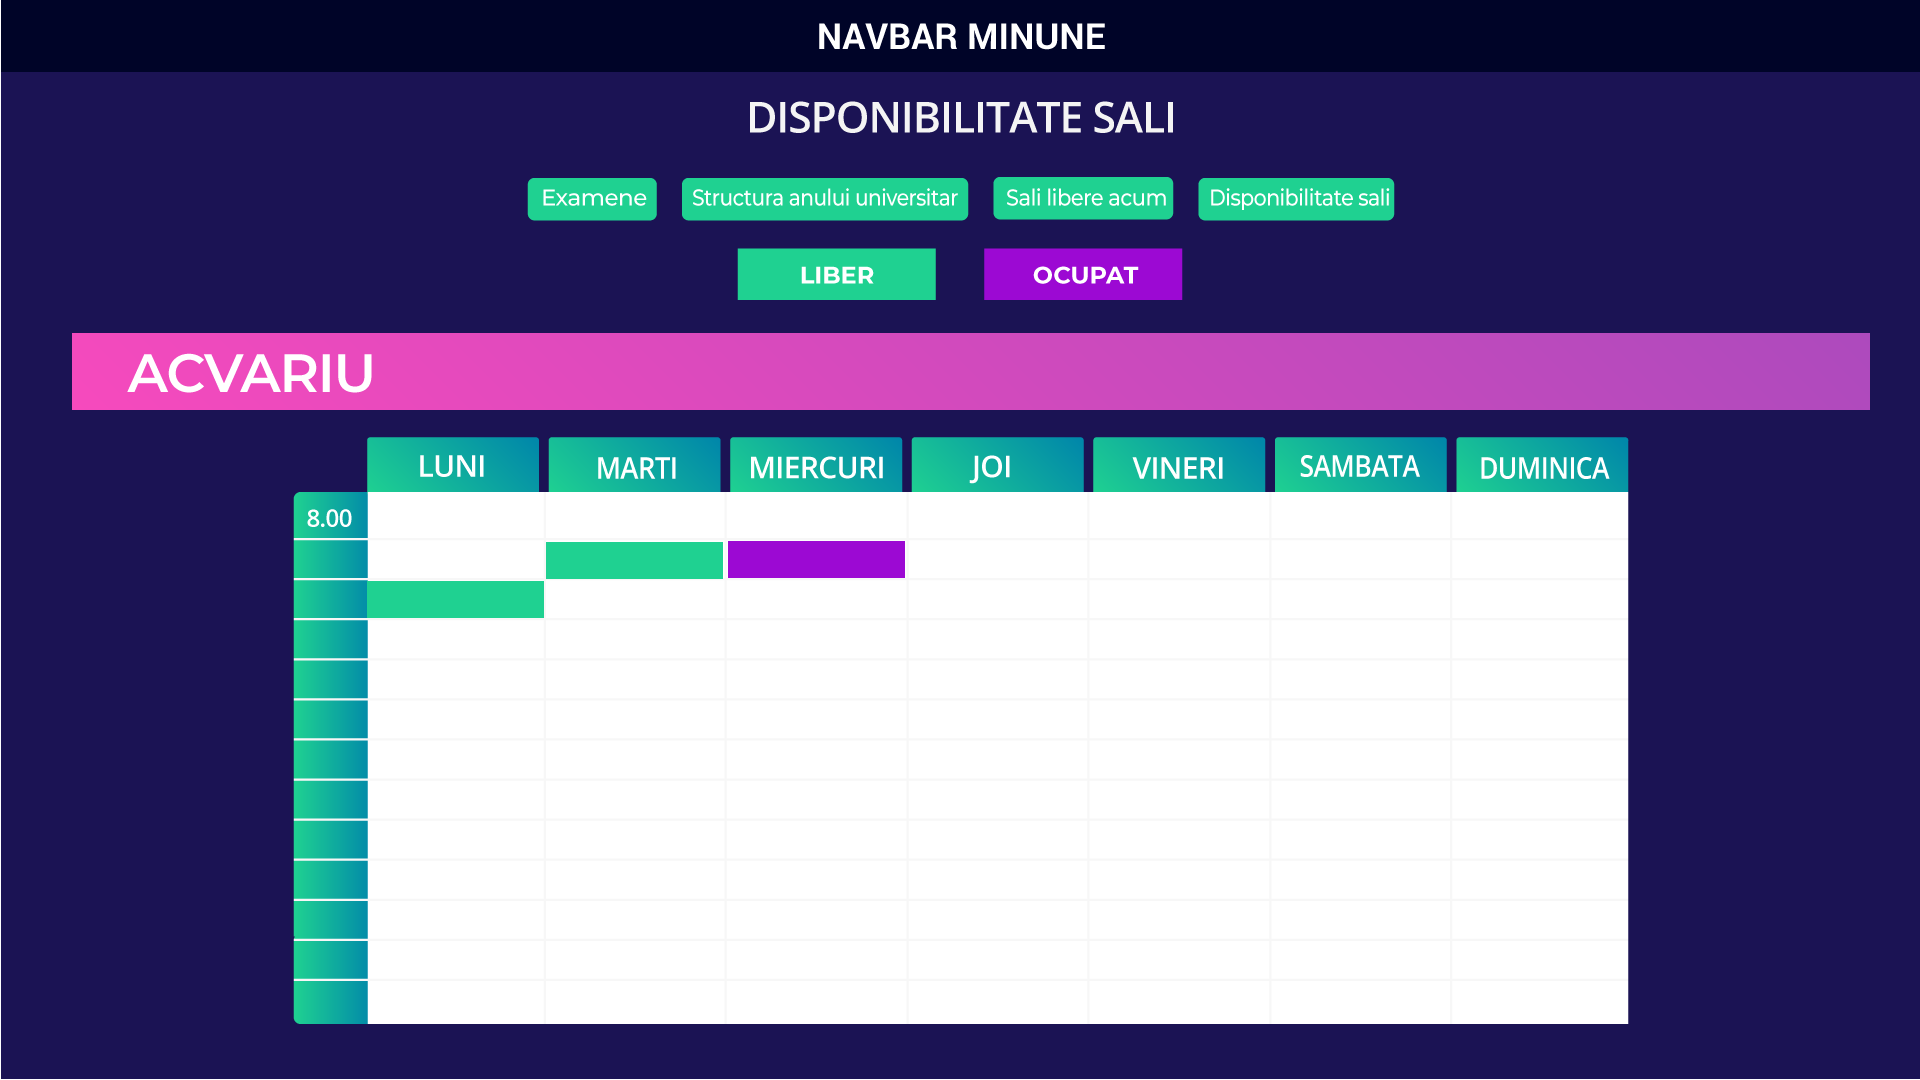 NAVBAR MINUNE
DISPONIBILITATE SALI
Examene Structura anului universitar Sali libere acum Disponibilitate sali
LIBER OCUPAT
ACVARIU
LUNI MARTI MIERCURI JOI VINERI SAMBATA DUMINICA
8.00